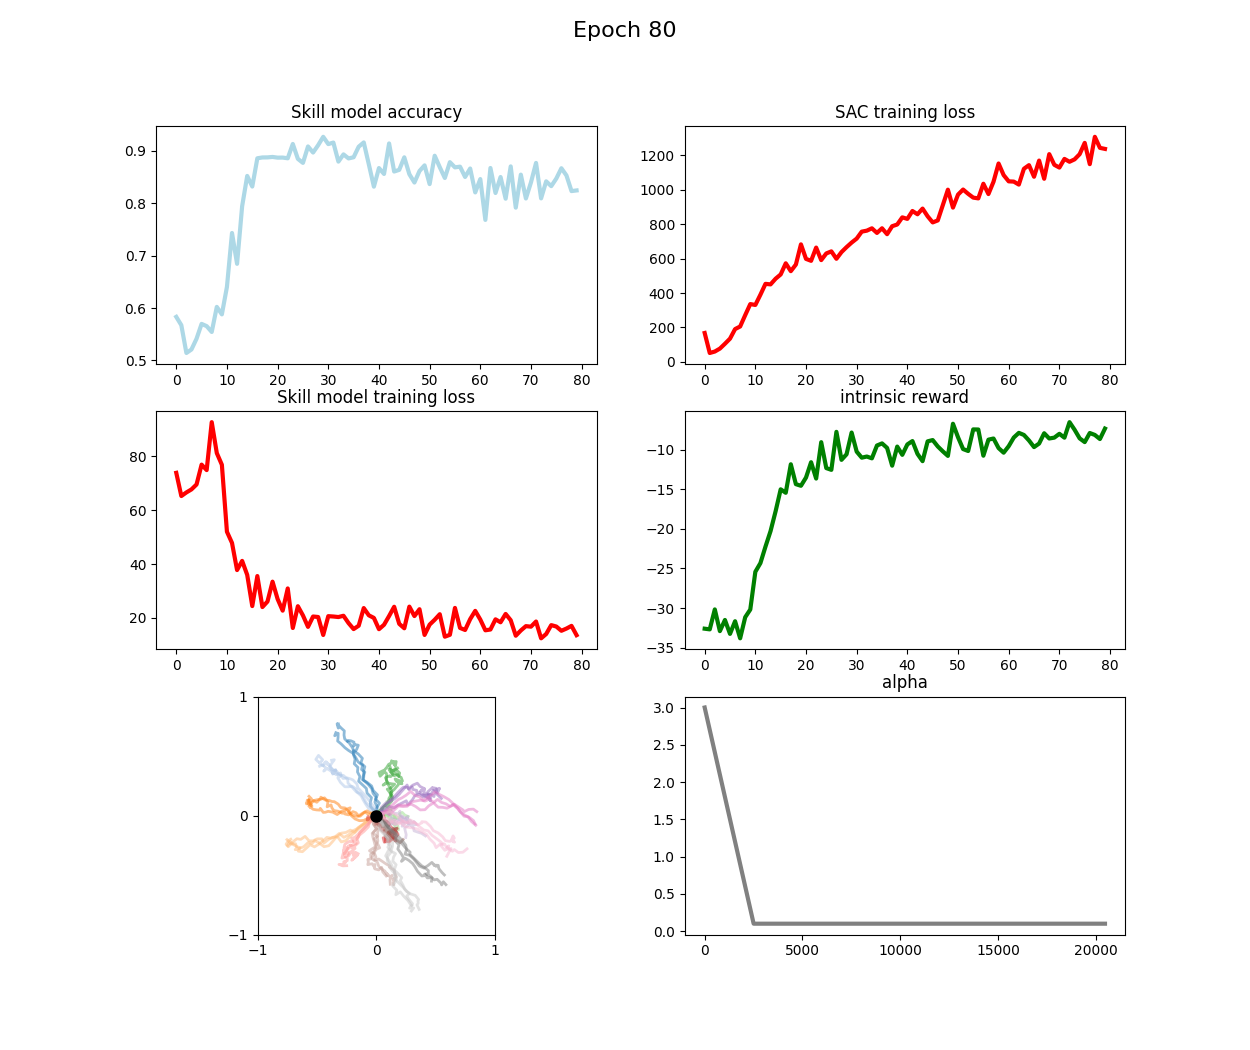 Epoch 80
Skill model accuracy
0.9
0.8
0.7
0.6
0.5
0 10 20 30 40 50 60 70 80
SAC training loss
1200
1000
800
600
400
200
0
0 10 20 30 40 50 60 70 80
Skill model training loss
80
60
40
20
0 10 20 30 40 50 60 70 80
intrinsic reward
−10
−15
−20
−25
−30
−35
0 10 20 30 40 50 60 70 80
1
0
−1
−1 0 1
alpha
3.0
2.5
2.0
1.5
1.0
0.5
0.0
0 5000 10000 15000 20000